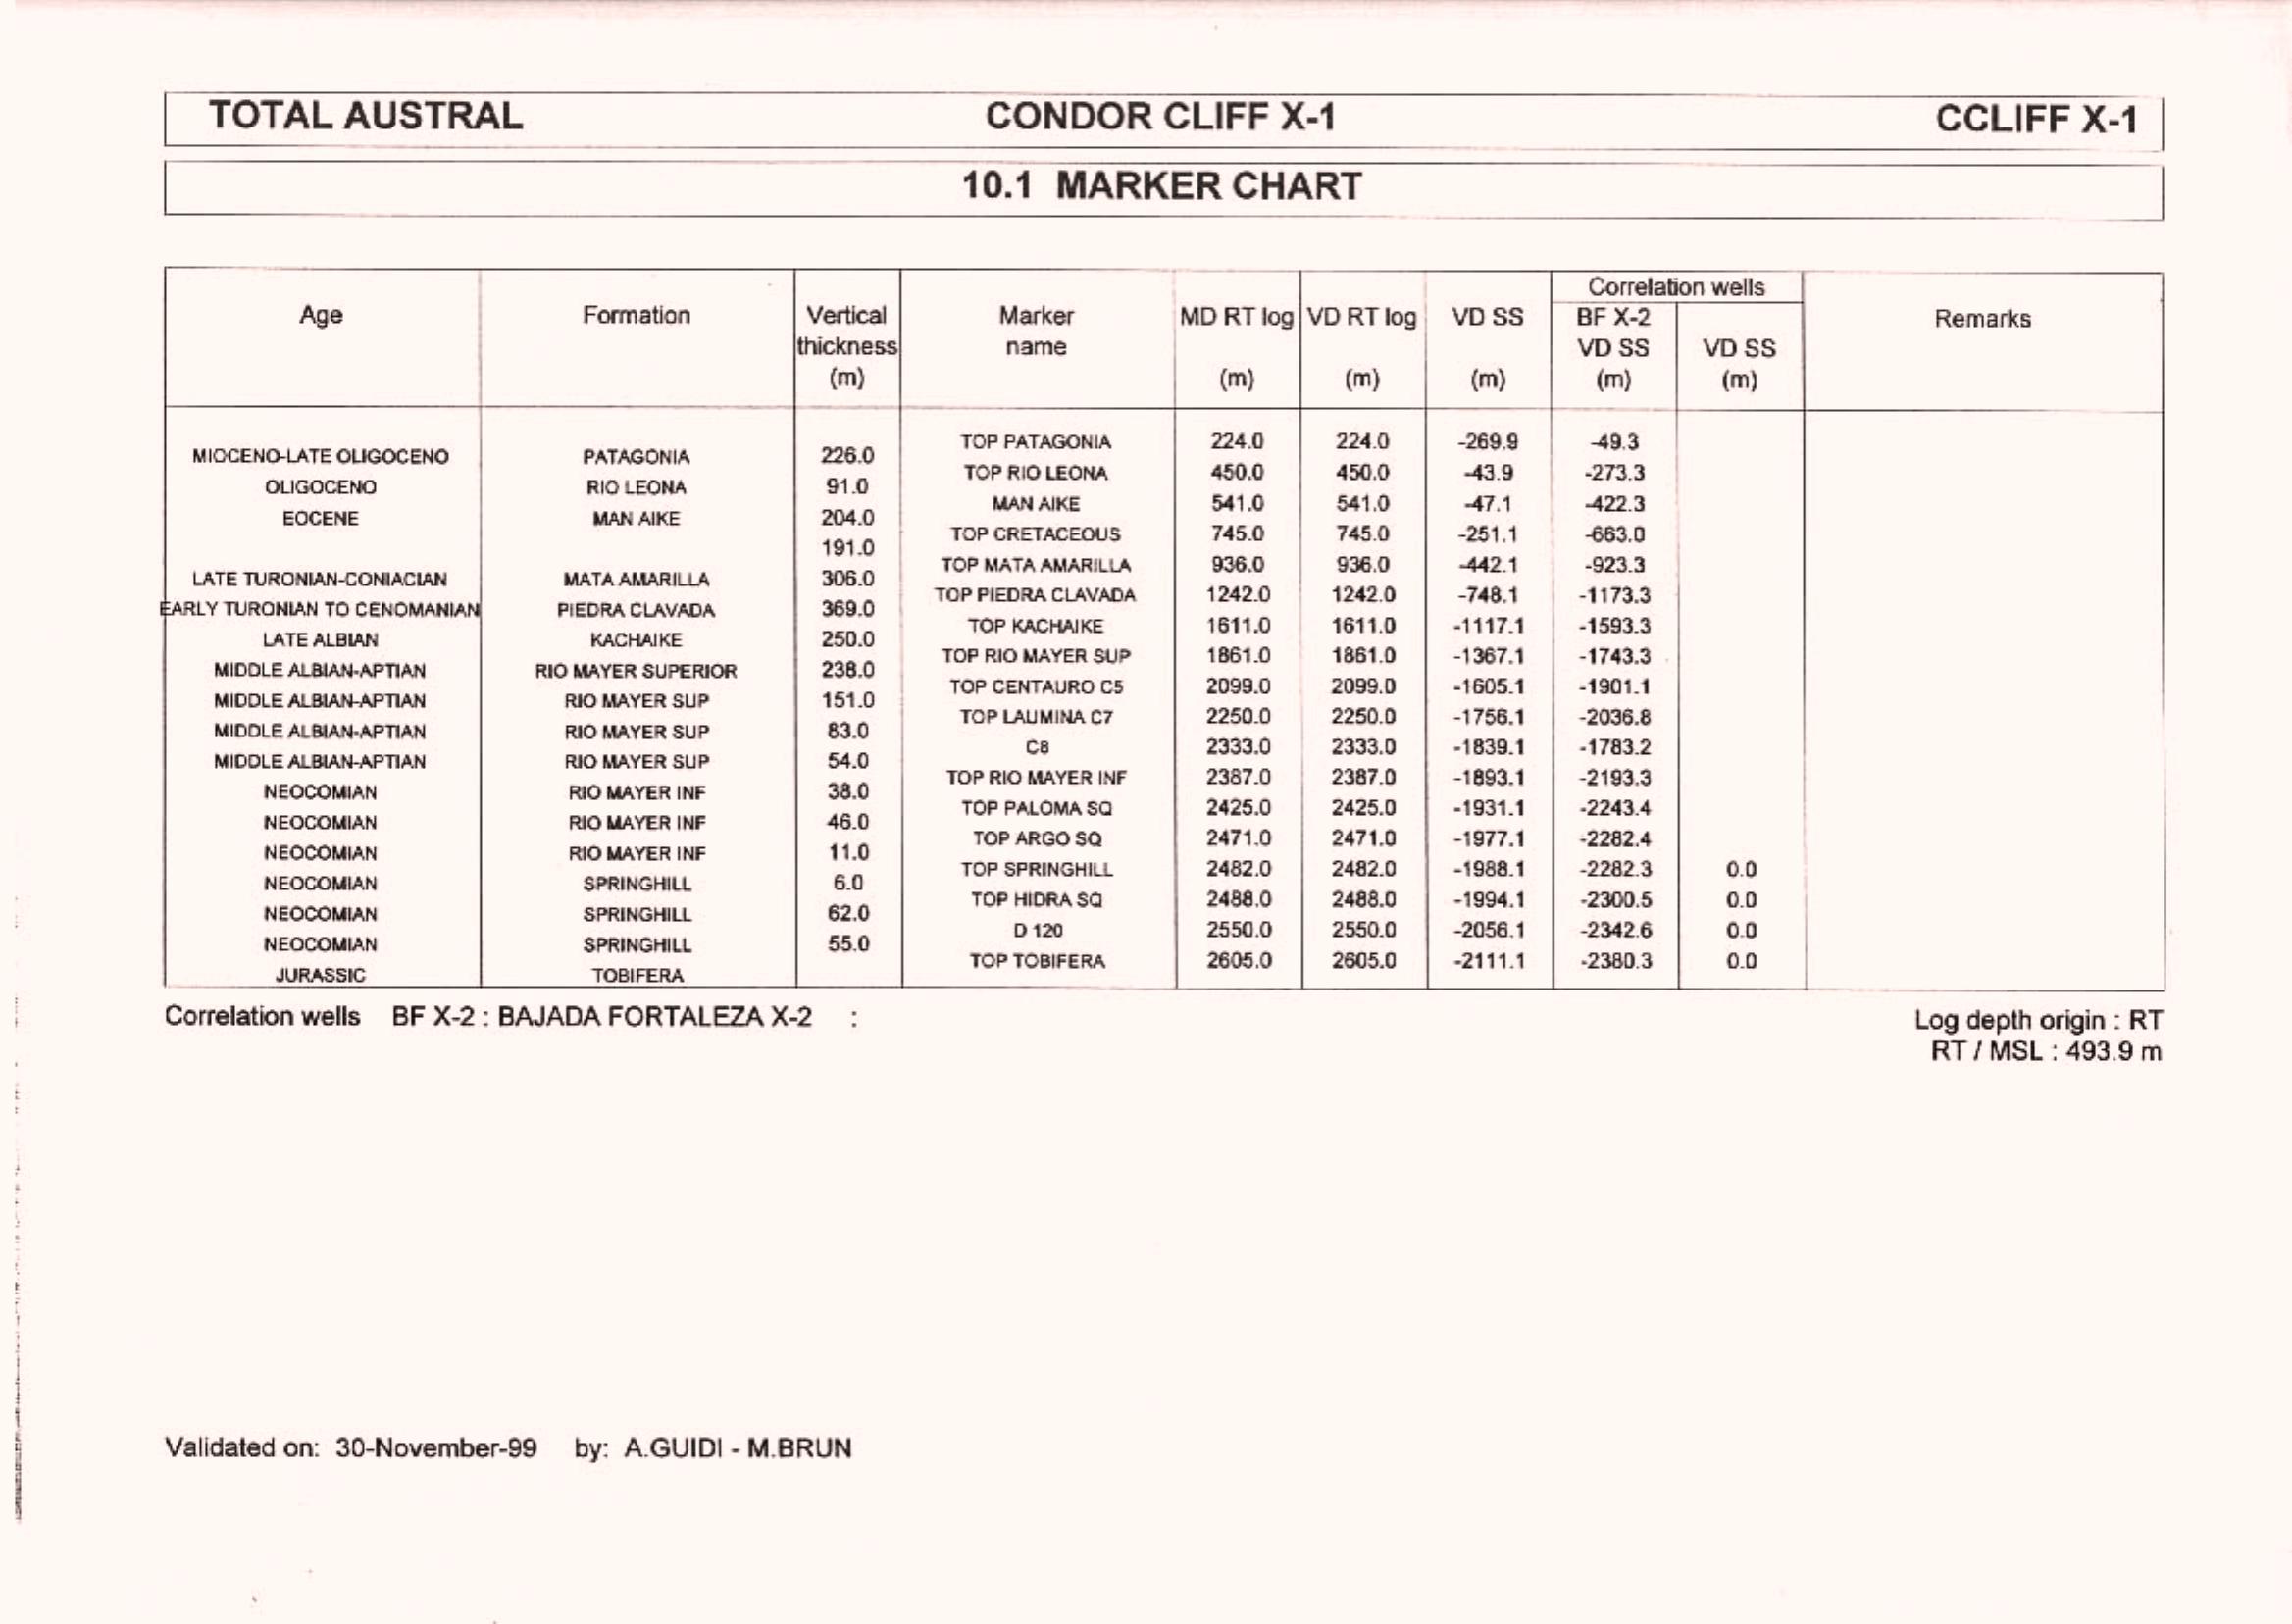 TOTAL AUSTRAL CONDOR CLIFF X-1 CCLIFF X-1
10.1 MARKER CHART
Correlation wells
Age Formation Vertical Marker MD RT log VD RT log VD SS BF X-2 Remarks
thickness name VD SS VD SS
(m) (m) (m) (m) (m) (m)
TOP PATAGONIA 224.0 224.0 -269.9 -49.3
MIOCENO-LATE OLIGOCENO PATAGONIA 226.0
TOP RIO LEONA 450.0 450.0 -43.9 -273.3
OLIGOCENO RIO LEONA 91.0
MAN AIKE 541.0 541.0 -47.1 -422.3
EOCENE MAN AIKE 204.0
TOP CRETACEOUS 745.0 745.0 -251.1 -663.0
191.0
TOP MATA AMARILLA 936.0 936.0 -442.1 -923.3
LATE TURONIAN-CONIACIAN MATA AMARILLA 306.0
TOP PIEDRA CLAVADA 1242.0 1242.0 -748.1 -1173.3
EARLY TURONIAN TO CENOMANIAN PIEDRA CLAVADA 369.0
TOP KACHAIKE 1611.0 1611.0 -1117.1 -1593.3
LATE ALBIAN KACHAIKE 250.0
TOP RIO MAYER SUP 1861.0 1861.0 -1367.1 -1743.3
MIDDLE ALBIAN-APTIAN RIO MAYER SUPERIOR 238.0
TOP CENTAURO C5 2099.0 2099.0 -1605.1 -1901.1
MIDDLE ALBIAN-APTIAN RIO MAYER SUP 151.0
TOP LAUMINA C7 2250.0 2250.0 -1756.1 -2036.8
MIDDLE ALBIAN-APTIAN RIO MAYER SUP 83.0
C8 2333.0 2333.0 -1839.1 -1783.2
MIDDLE ALBIAN-APTIAN RIO MAYER SUP 54.0
TOP RIO MAYER INF 2387.0 2387.0 -1893.1 -2193.3
NEOCOMIAN RIO MAYER INF 38.0
TOP PALOMA SQ 2425.0 2425.0 -1931.1 -2243.4
NEOCOMIAN RIO MAYER INF 46.0
TOP ARGO SQ 2471.0 2471.0 -1977.1 -2282.4
NEOCOMIAN RIO MAYER INF 11.0
TOP SPRINGHILL 2482.0 2482.0 -1988.1 -2282.3 0.0
NEOCOMIAN SPRINGHILL 6.0
TOP HIDRA SQ 2488.0 2488.0 -1994.1 -2300.5 0.0
NEOCOMIAN SPRINGHILL 62.0
D 120 2550.0 2550.0 -2056.1 -2342.6 0.0
NEOCOMIAN SPRINGHILL 55.0
TOP TOBIFERA 2605.0 2605.0 -2111.1 -2380.3 0.0
JURASSIC TOBIFERA
Correlation wells BF X-2 : BAJADA FORTALEZA X-2 : Log depth origin : RT
RT / MSL : 493.9 m
Validated on: 30-November-99 by: A.GUIDI - M.BRUN